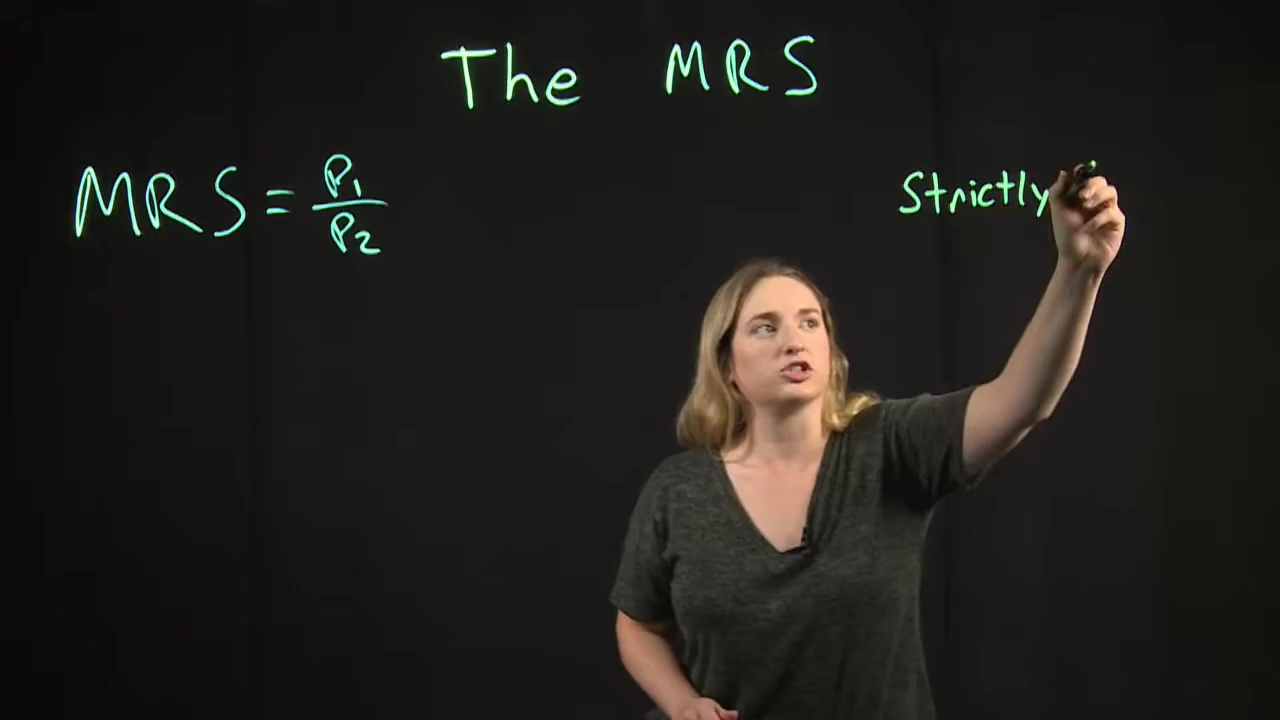 The MRS
MRS = P₁/P₂
Strictly